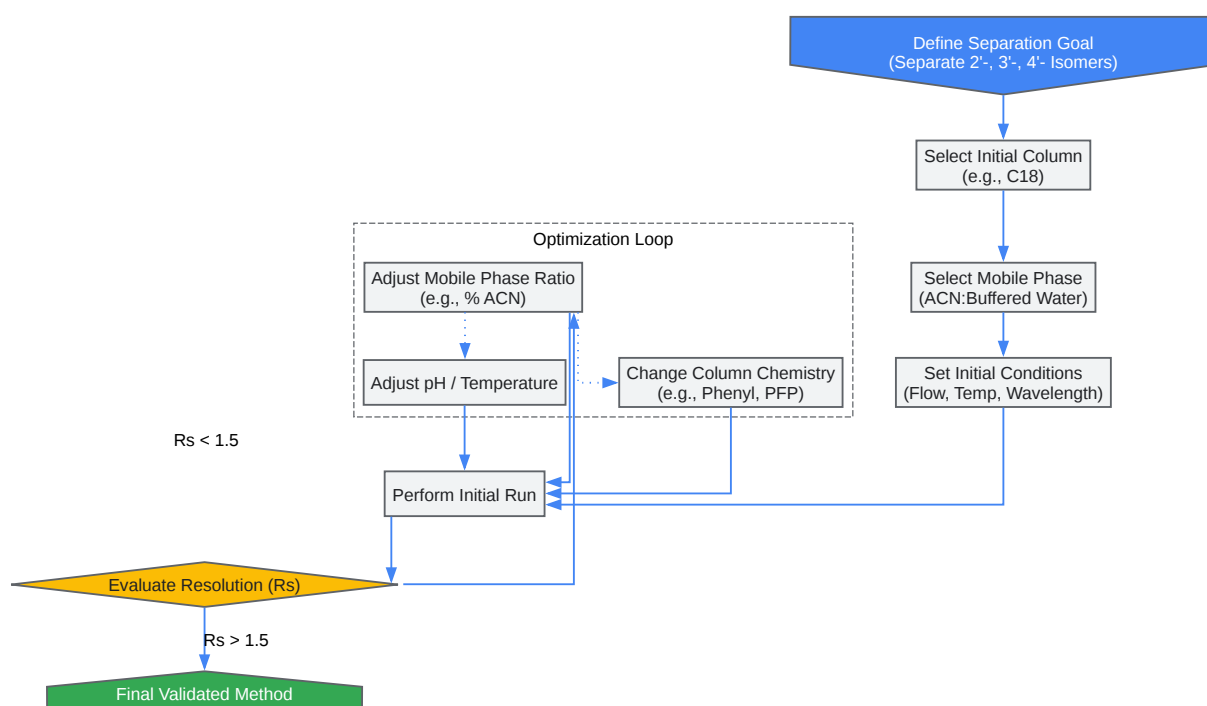 Define Separation Goal
(Separate 2'-, 3'-, 4'- Isomers)
Select Initial Column
(e.g., C18)
Select Mobile Phase
(ACN:Buffered Water)
Set Initial Conditions
(Flow, Temp, Wavelength)
Optimization Loop
Adjust Mobile Phase Ratio
(e.g., % ACN)
Adjust pH / Temperature
Change Column Chemistry
(e.g., Phenyl, PFP)
Rs < 1.5
Perform Initial Run
Evaluate Resolution (Rs)
Rs > 1.5
Final Validated Method